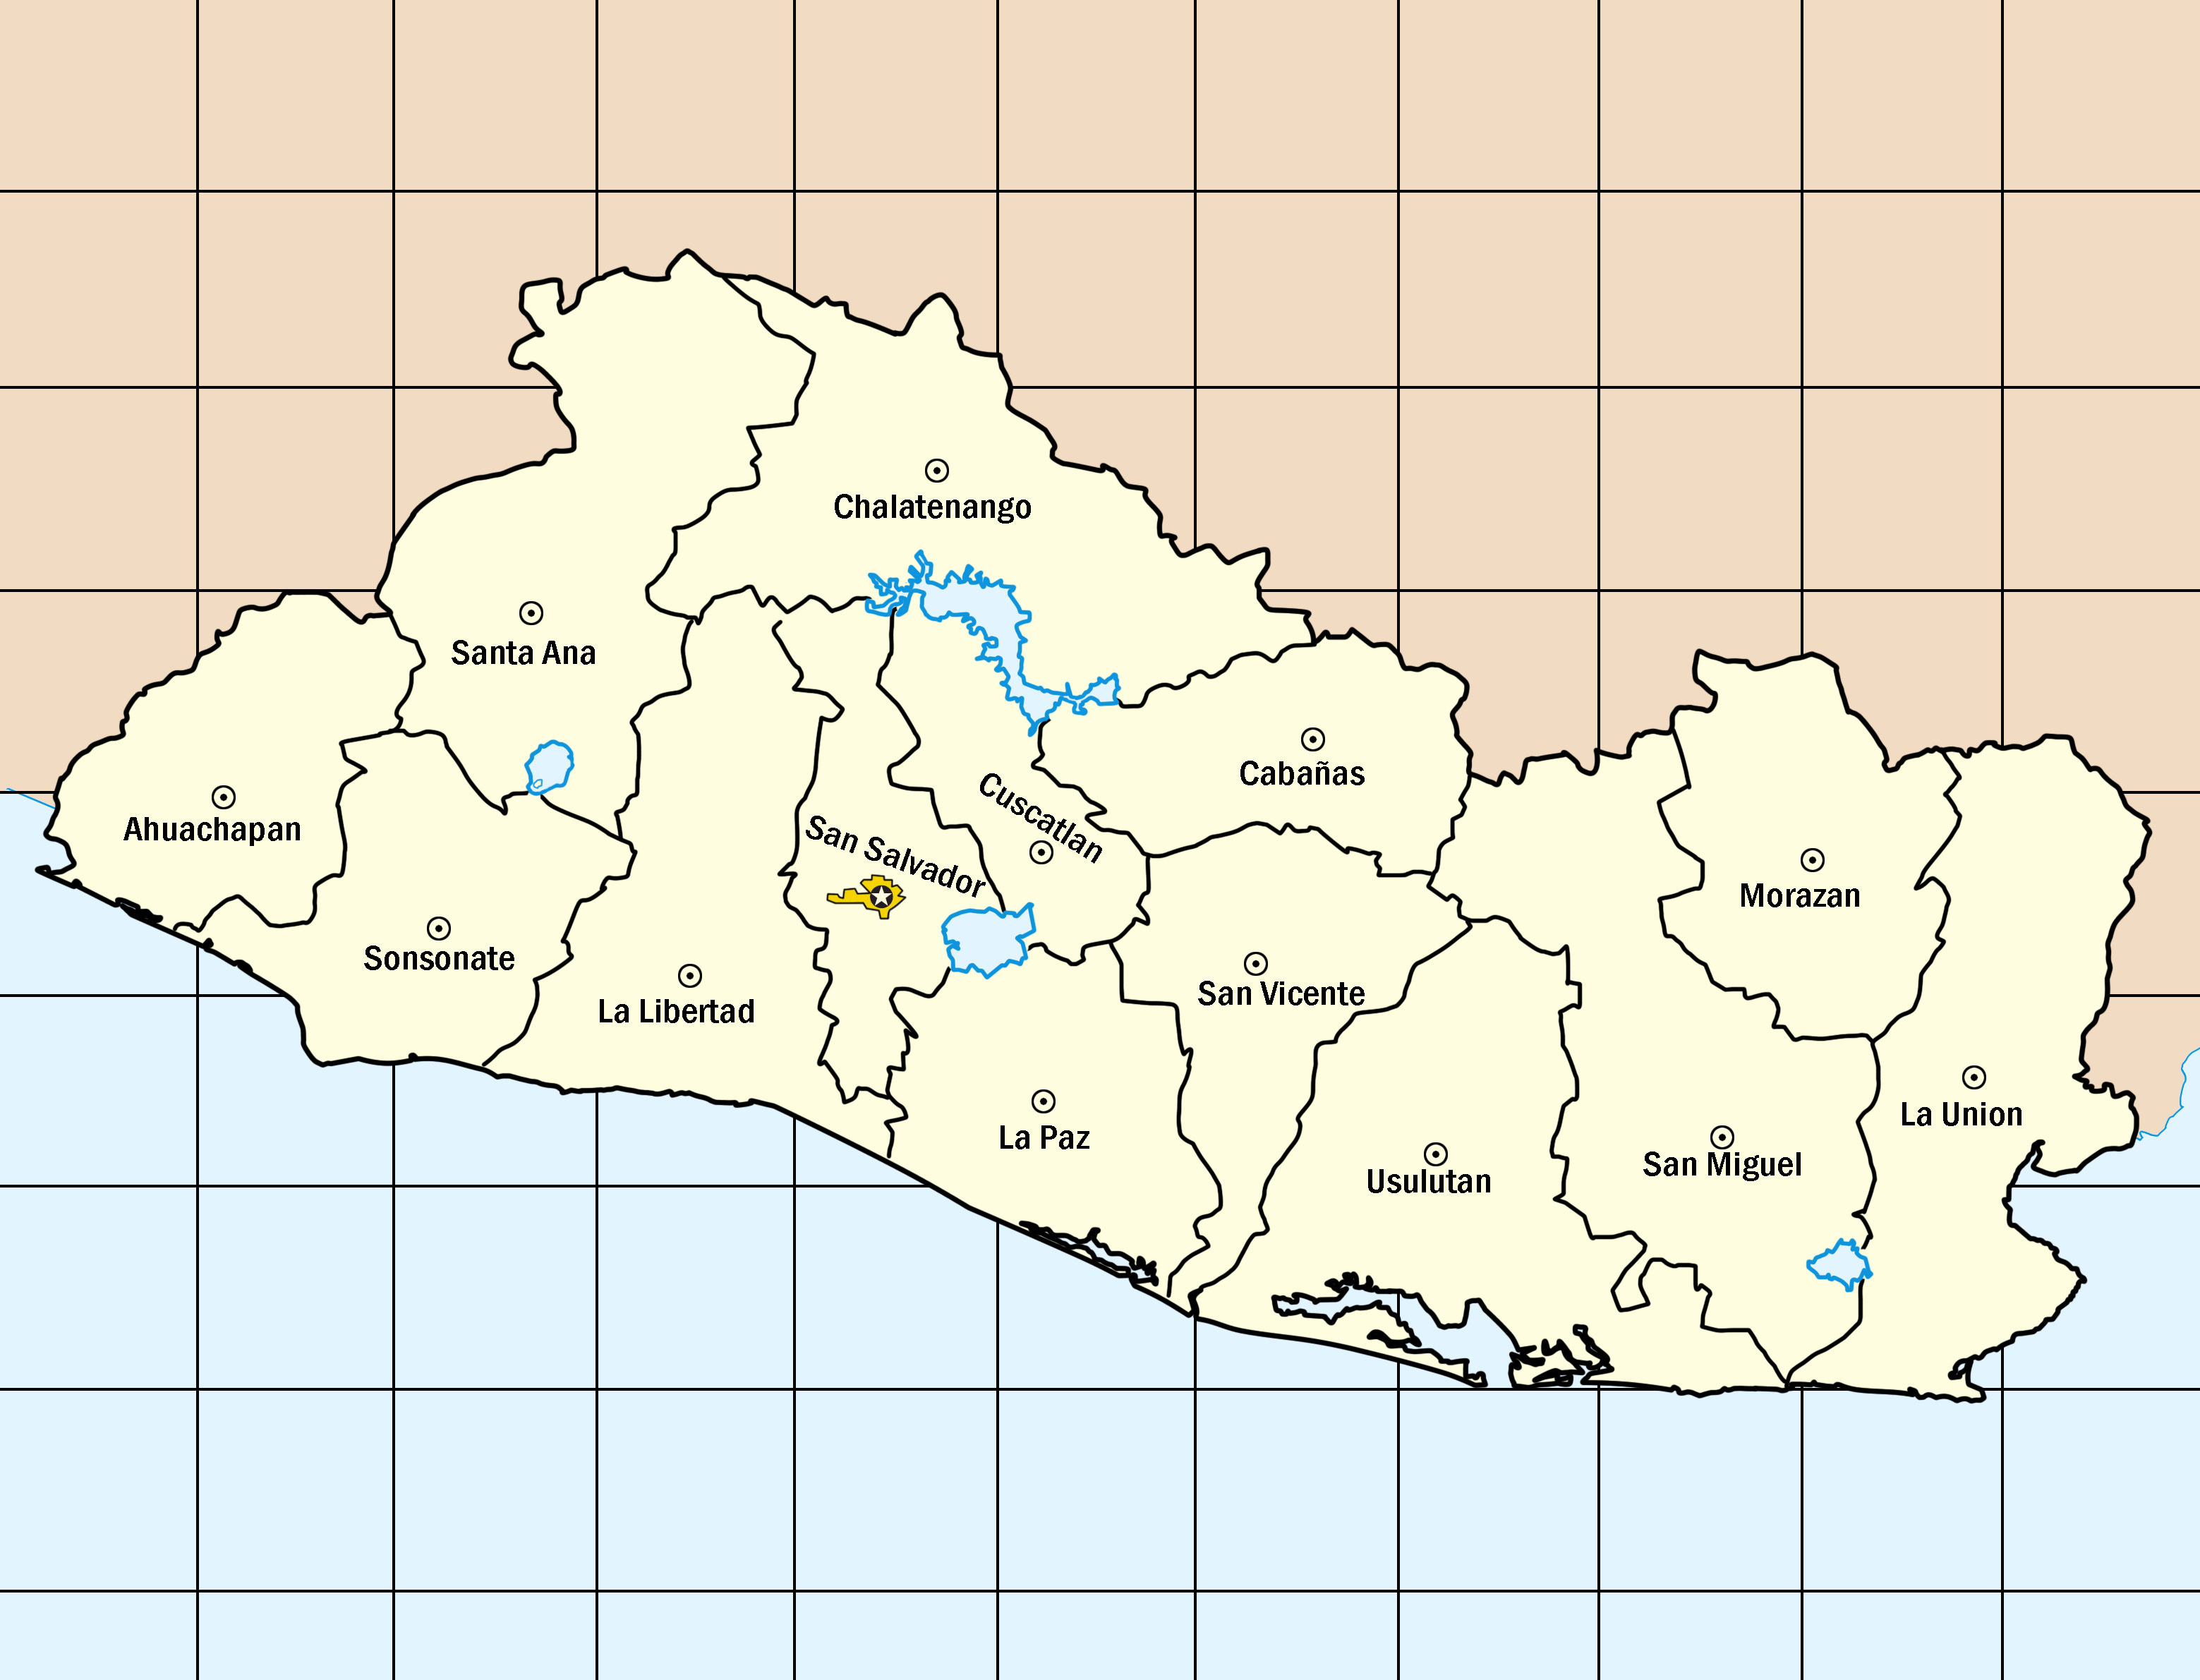 Chalatenango
Santa Ana
Cabañas
Cuscatlan
Ahuachapan
San Salvador
Morazan
Sonsonate
San Vicente
La Libertad
La Union
La Paz
San Miguel
Usulutan